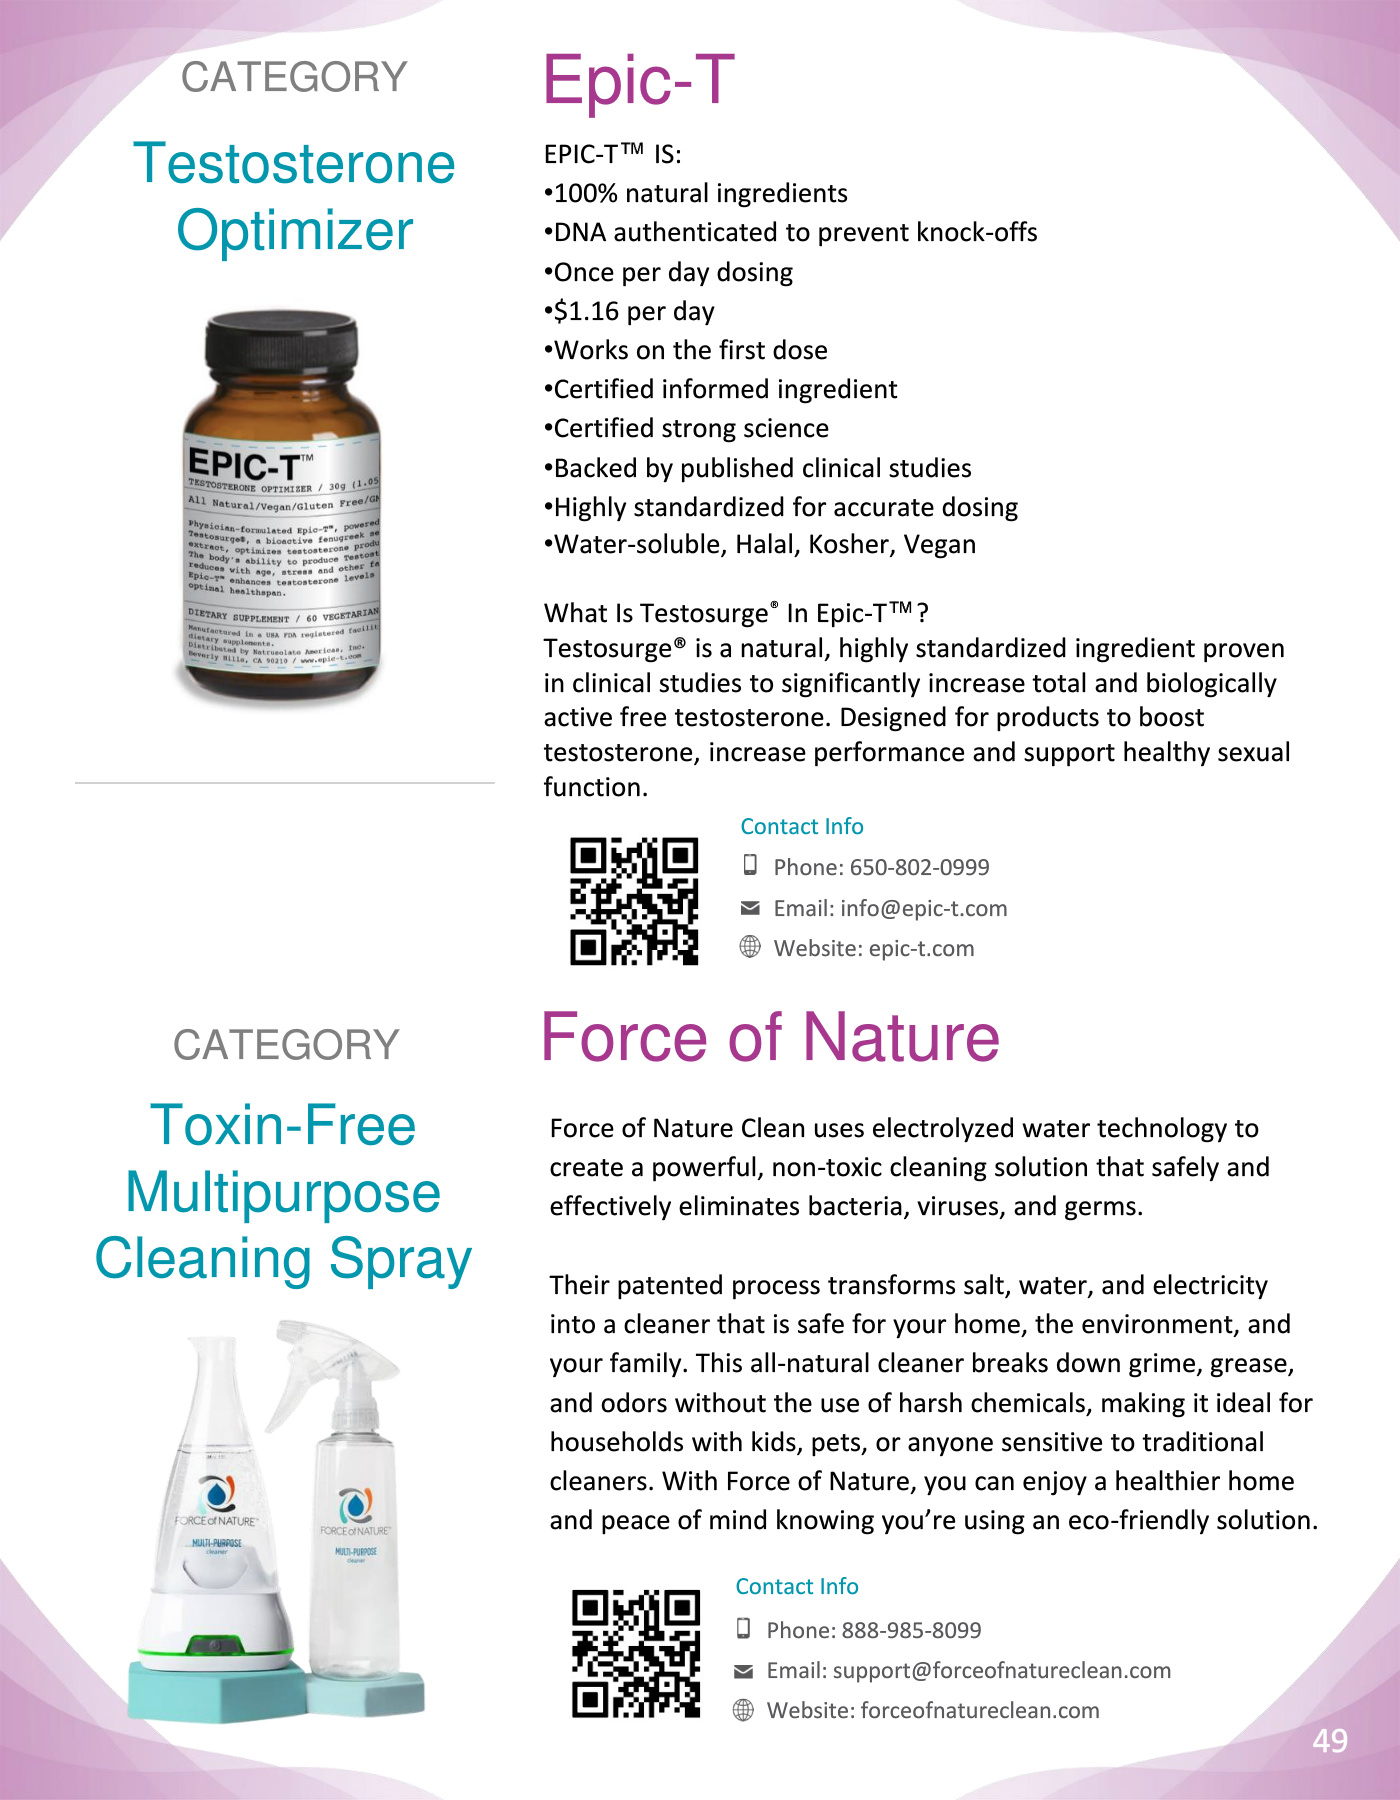 CATEGORY
Testosterone
Optimizer
EPIC-T™
TESTOSTERONE OPTIMIZER / 30g (1.05
All Natural/Vegan/Gluten Free/GM
Physician-formulated Epic-T™, powered
Testosurge®, a bioactive fenugreek se
extract, optimizes testosterone produ
The body's ability to produce Testost
reduces with age, stress and other fa
Epic-T™ enhances testosterone levels
optimal healthspan.
DIETARY SUPPLEMENT / 60 VEGETARIAN
Manufactured in a USA FDA registered facilit
dietary supplements.
Distributed by Natrusolate Americas, Inc.
Beverly Hills, CA 90210 / www.epic-t.com
Epic-T
EPIC-T™ IS:
•100% natural ingredients
•DNA authenticated to prevent knock-offs
•Once per day dosing
•$1.16 per day
•Works on the first dose
•Certified informed ingredient
•Certified strong science
•Backed by published clinical studies
•Highly standardized for accurate dosing
•Water-soluble, Halal, Kosher, Vegan
What Is Testosurge® In Epic-T™?
Testosurge® is a natural, highly standardized ingredient proven
in clinical studies to significantly increase total and biologically
active free testosterone. Designed for products to boost
testosterone, increase performance and support healthy sexual
function.
Contact Info
Phone: 650-802-0999
Email: info@epic-t.com
Website: epic-t.com
CATEGORY
Toxin-Free
Multipurpose
Cleaning Spray
FORCE of NATURE™
MULTI-PURPOSE
cleaner
FORCE of NATURE™
MULTI-PURPOSE
cleaner
Force of Nature
Force of Nature Clean uses electrolyzed water technology to
create a powerful, non-toxic cleaning solution that safely and
effectively eliminates bacteria, viruses, and germs.
Their patented process transforms salt, water, and electricity
into a cleaner that is safe for your home, the environment, and
your family. This all-natural cleaner breaks down grime, grease,
and odors without the use of harsh chemicals, making it ideal for
households with kids, pets, or anyone sensitive to traditional
cleaners. With Force of Nature, you can enjoy a healthier home
and peace of mind knowing you’re using an eco-friendly solution.
Contact Info
Phone: 888-985-8099
Email: support@forceofnatureclean.com
Website: forceofnatureclean.com
49